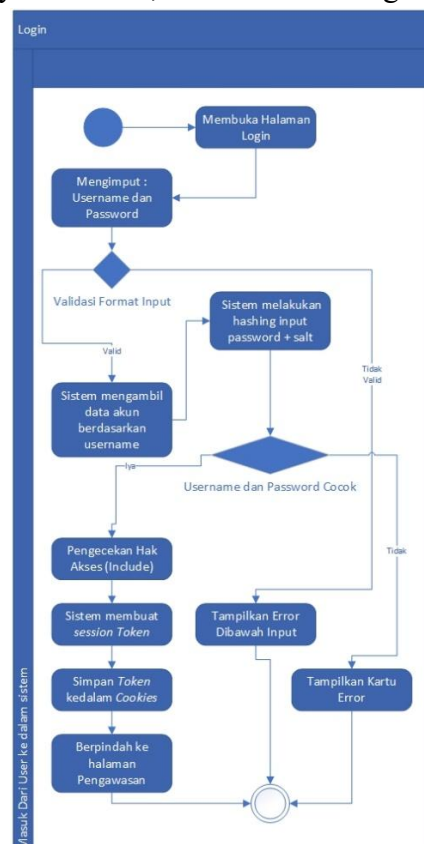 Login
Membuka Halaman
Login
Mengimput :
Username dan
Password
Validasi Format Input
Sistem melakukan
hashing input
password + salt
Valid
Tidak
Valid
Sistem mengambil
data akun
berdasarkan
username
Iya
Username dan Password Cocok
Pengecekan Hak
Akses (Include)
Tidak
Sistem membuat
session Token
Tampilkan Error
Dibawah Input
Simpan Token
kedalam Cookies
Tampilkan Kartu
Error
Berpindah ke
halaman
Pengawasan
Masuk Dari User ke dalam sistem